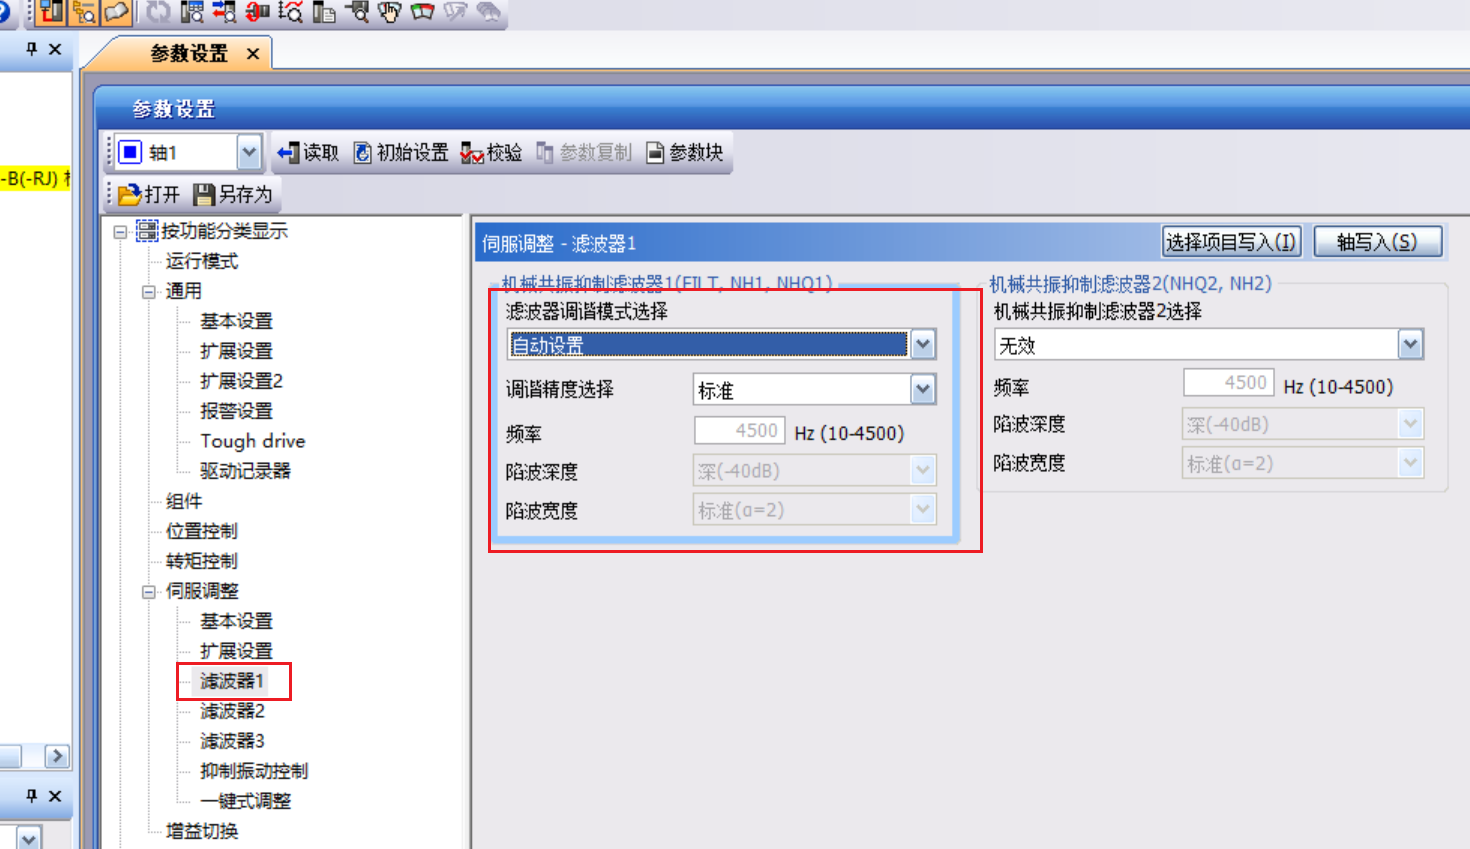 参数设置
参数设置
轴1
读取 初始设置 校验 参数复制 参数块
打开 另存为
-B(-RJ)
按功能分类显示
运行模式
通用
基本设置
扩展设置
扩展设置2
报警设置
Tough drive
驱动记录器
组件
位置控制
转矩控制
伺服调整
基本设置
扩展设置
滤波器1
滤波器2
滤波器3
抑制振动控制
一键式调整
增益切换
伺服调整 - 滤波器1
选择项目写入(I) 轴写入(S)
机械共振抑制滤波器1(FILT, NH1, NHQ1)
滤波器调谐模式选择
自动设置
调谐精度选择 标准
频率 4500 Hz (10-4500)
陷波深度 深(-40dB)
陷波宽度 标准(α=2)
机械共振抑制滤波器2(NHQ2, NH2)
机械共振抑制滤波器2选择
无效
频率 4500 Hz (10-4500)
陷波深度 深(-40dB)
陷波宽度 标准(α=2)